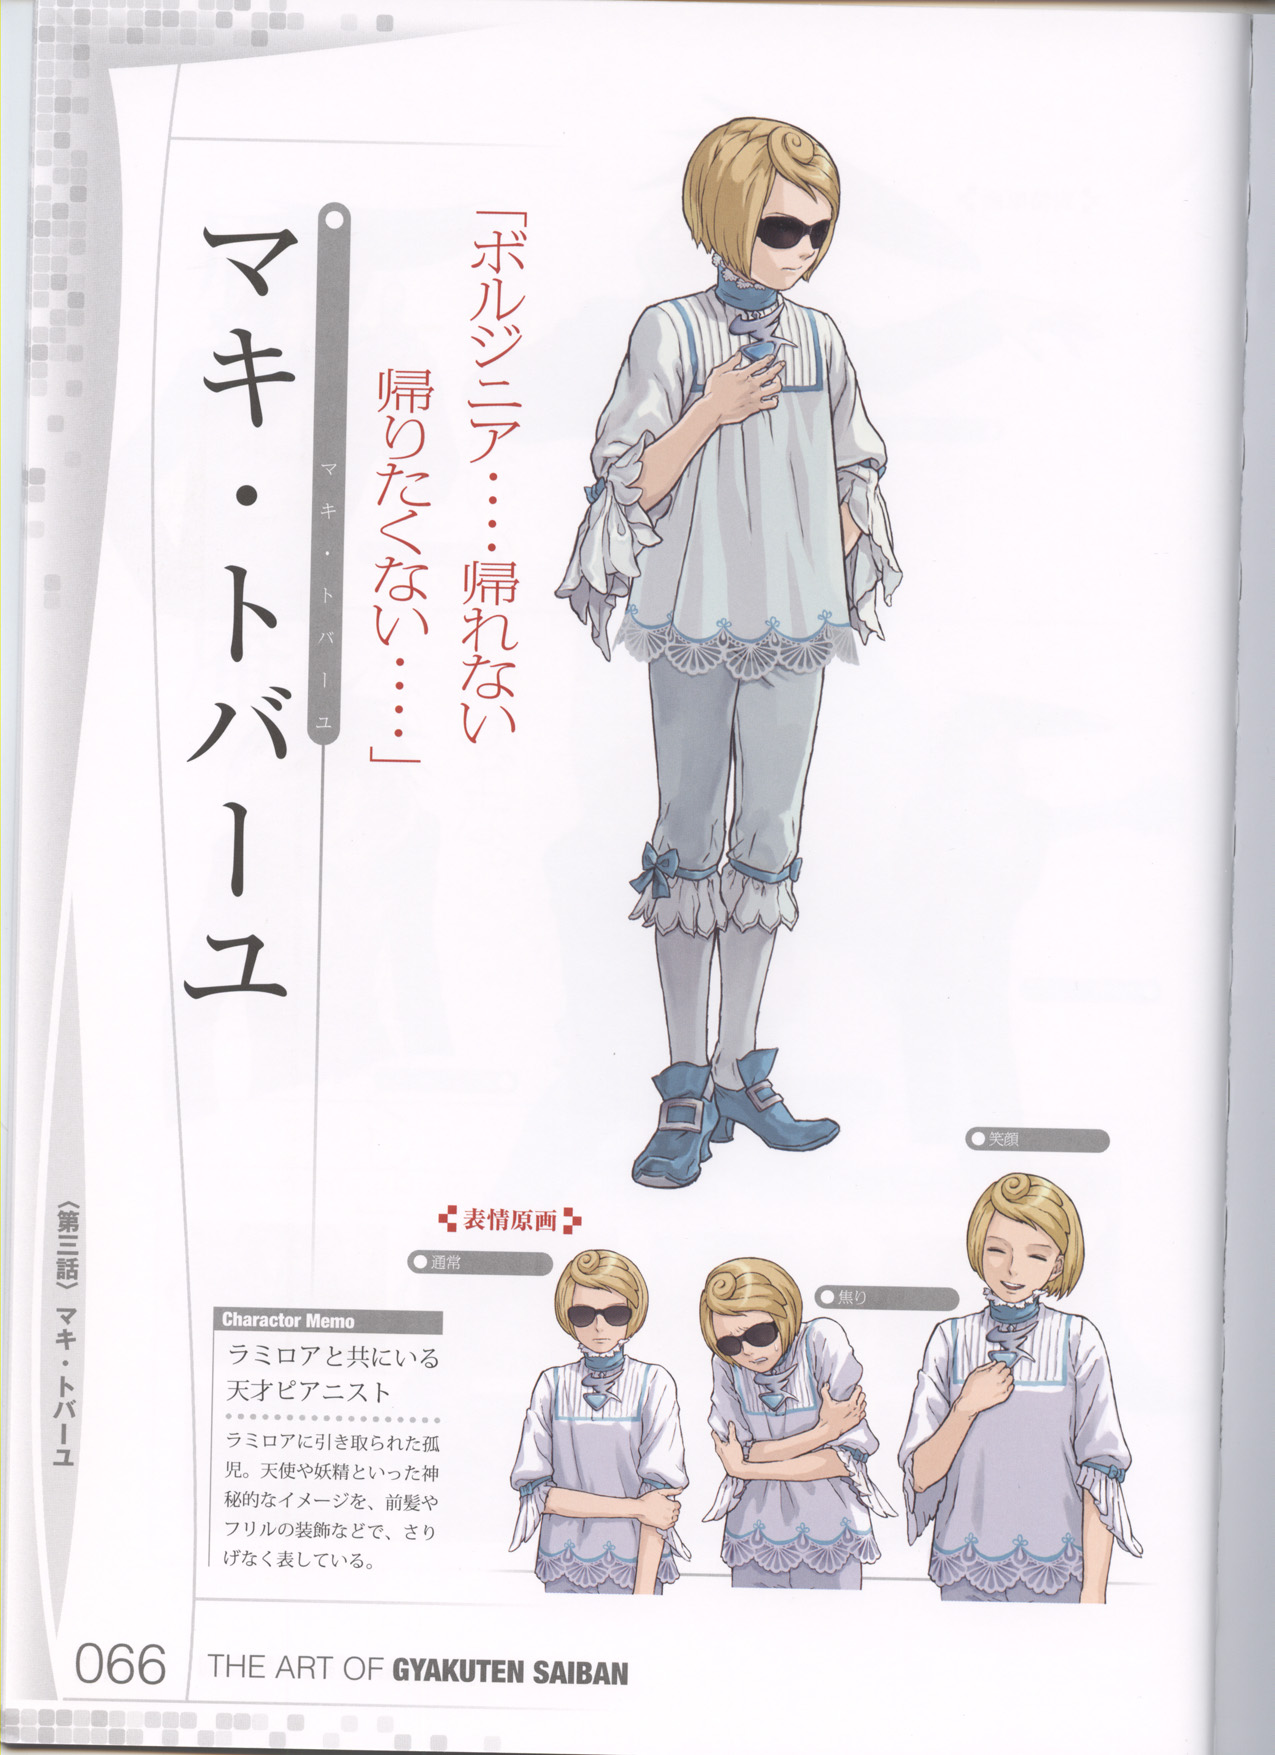 マキ・トバーユ
マキ・トバーユ
「ボルジニア‥‥帰れない
帰りたくない‥‥」
表情原画
通常
焦り
笑顔
Charactor Memo
ラミロアと共にいる
天才ピアニスト
ラミロアに引き取られた孤
児。天使や妖精といった神
秘的なイメージを、前髪や
フリルの装飾などで、さり
げなく表している。
〈第三話〉マキ・トバーユ
066
THE ART OF GYAKUTEN SAIBAN